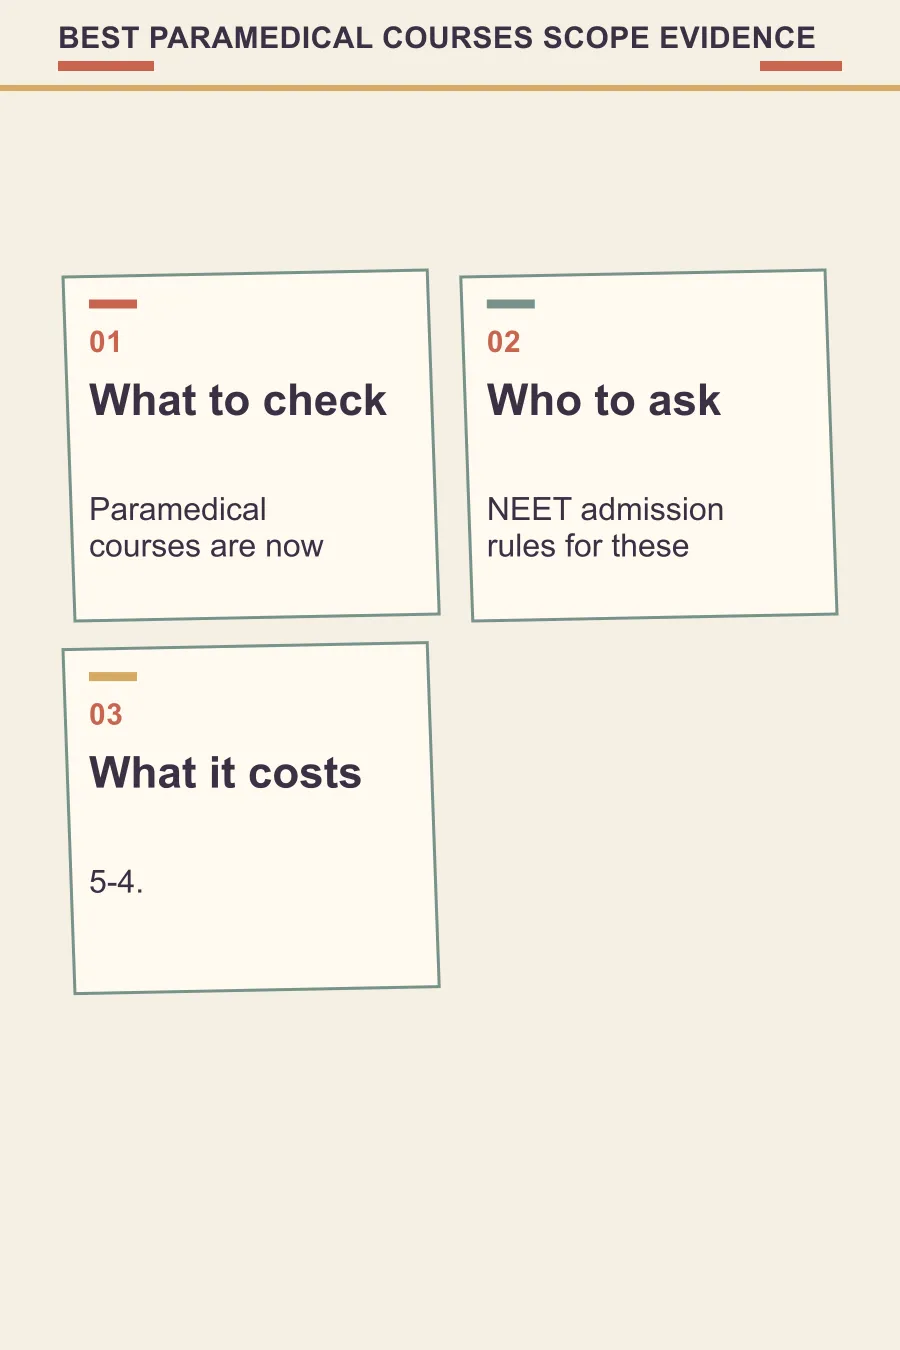 BEST PARAMEDICAL COURSES SCOPE EVIDENCE
01
What to check
Paramedical
courses are now
02
Who to ask
NEET admission
rules for these
03
What it costs
5-4.